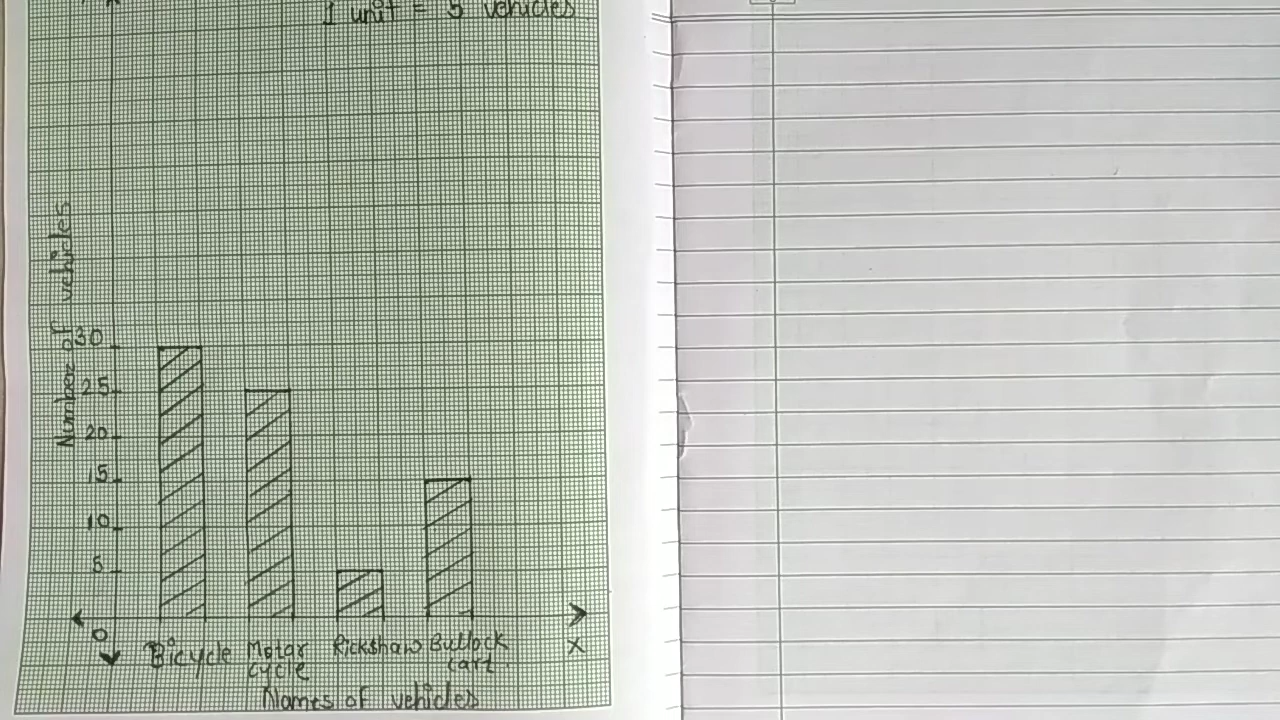 1 unit = 5 vehicles
Number of vehicles
30
25
20
15
10
5
0
Bicycle Motor Rickshaw Bullock X
cycle cart
Names of vehicles